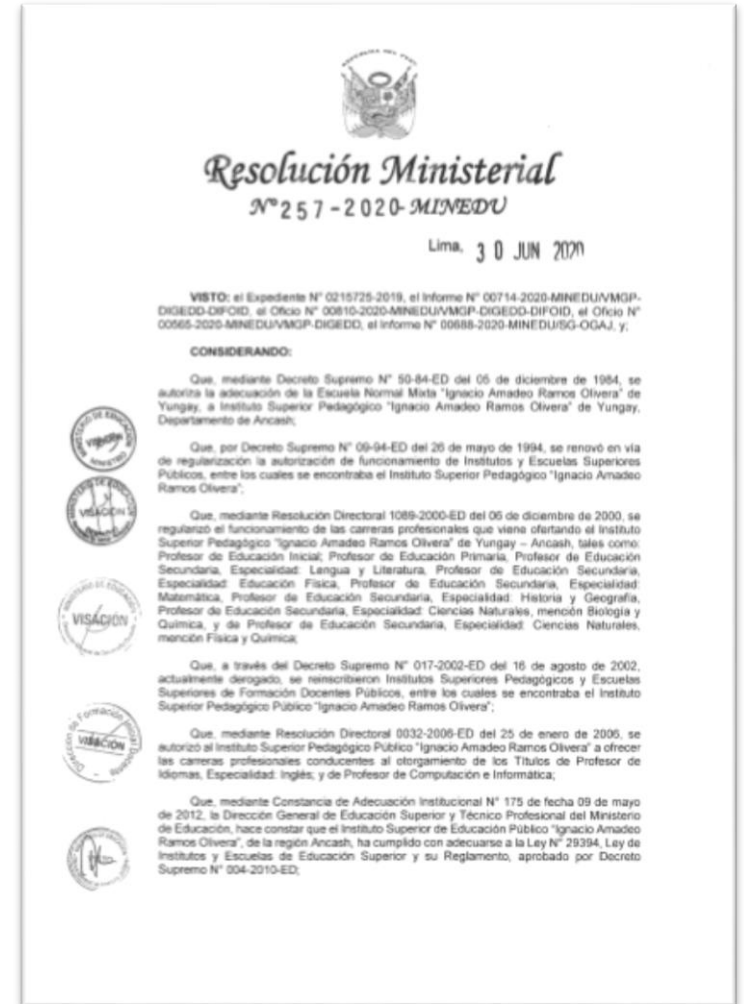 REPUBLICA DEL PERU
Resolución Ministerial
N° 257-2020-MINEDU
Lima, 30 JUN 2020
VISTO: el Expediente N° 0215725-2019, el Informe N° 00714-2020-MINEDU/VMGP-
DIGEDD-DIFOID, el Oficio N° 00810-2020-MINEDU/VMGP-DIGEDD-DIFOID, el Oficio N°
00565-2020-MINEDU/VMGP-DIGEDD, el Informe N° 00688-2020-MINEDU/SG-OGAJ, y;
CONSIDERANDO:
Que, mediante Decreto Supremo N° 50-84-ED del 05 de diciembre de 1984, se
autoriza la adecuación de la Escuela Normal Mixta "Ignacio Amadeo Ramos Olivera" de
Yungay, a Instituto Superior Pedagógico "Ignacio Amadeo Ramos Olivera" de Yungay,
Departamento de Ancash;
Que, por Decreto Supremo N° 09-94-ED del 26 de mayo de 1994, se renovó en vía
de regularización la autorización de funcionamiento de Institutos y Escuelas Superiores
Públicos, entre los cuales se encontraba el Instituto Superior Pedagógico "Ignacio Amadeo
Ramos Olivera";
Que, mediante Resolución Directoral 1089-2000-ED del 06 de diciembre de 2000, se
regularizó el funcionamiento de las carreras profesionales que viene ofertando el Instituto
Superior Pedagógico "Ignacio Amadeo Ramos Olivera" de Yungay – Ancash, tales como:
Profesor de Educación Inicial; Profesor de Educación Primaria, Profesor de Educación
Secundaria, Especialidad: Lengua y Literatura, Profesor de Educación Secundaria,
Especialidad: Educación Física, Profesor de Educación Secundaria, Especialidad:
Matemática, Profesor de Educación Secundaria, Especialidad: Historia y Geografía,
Profesor de Educación Secundaria, Especialidad: Ciencias Naturales, mención Biología y
Química, y de Profesor de Educación Secundaria, Especialidad: Ciencias Naturales,
mención Física y Química;
Que, a través del Decreto Supremo N° 017-2002-ED del 16 de agosto de 2002,
actualmente derogado, se reinscribieron Institutos Superiores Pedagógicos y Escuelas
Superiores de Formación Docentes Públicos, entre los cuales se encontraba el Instituto
Superior Pedagógico Público "Ignacio Amadeo Ramos Olivera";
Que, mediante Resolución Directoral 0032-2006-ED del 25 de enero de 2006, se
autorizó al Instituto Superior Pedagógico Público "Ignacio Amadeo Ramos Olivera" a ofrecer
las carreras profesionales conducentes al otorgamiento de los Títulos de Profesor de
Idiomas, Especialidad: Inglés; y de Profesor de Computación e Informática;
Que, mediante Constancia de Adecuación Institucional N° 175 de fecha 09 de mayo
de 2012, la Dirección General de Educación Superior y Técnico Profesional del Ministerio
de Educación, hace constar que el Instituto Superior de Educación Público "Ignacio Amadeo
Ramos Olivera", de la región Ancash, ha cumplido con adecuarse a la Ley N° 29394, Ley de
Institutos y Escuelas de Educación Superior y su Reglamento, aprobado por Decreto
Supremo N° 004-2010-ED;
MINISTERIO DE EDUCACIÓN
VISACIÓN
MINISTRO
MINISTERIO DE EDUCACIÓN
VISACIÓN
MINISTERIO DE EDUCACIÓN
VISACIÓN
Dirección de Formación Inicial Docente
VISACIÓN